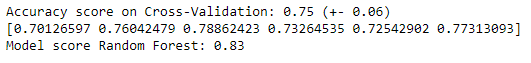 Accuracy score on Cross-Validation: 0.75 (+- 0.06)
[0.70126597 0.76042479 0.78862423 0.73264535 0.72542902 0.77313093]
Model score Random Forest: 0.83